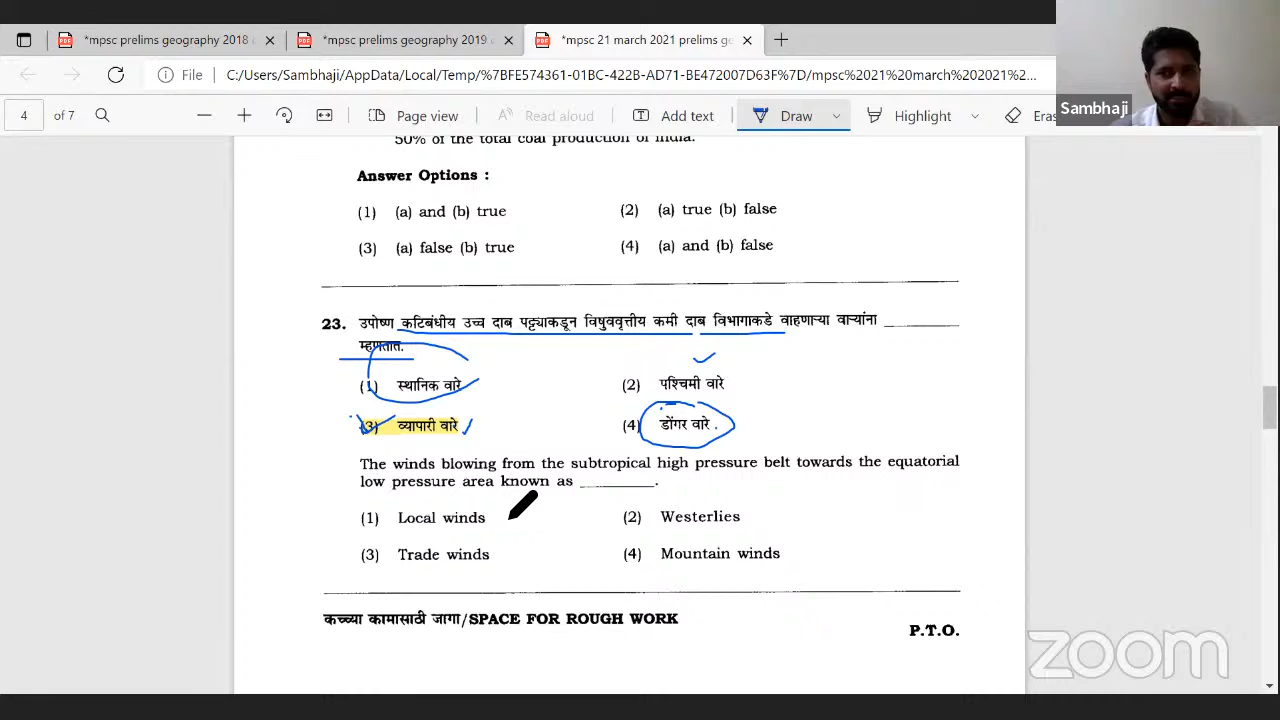 *mpsc prelims geography 2018
*mpsc prelims geography 2019
*mpsc 21 march 2021 prelims ge
File C:/Users/Sambhaji/AppData/Local/Temp/%7BFE574361-01BC-422B-AD71-BE472007D63F%7D/mpsc%2021%20march%202021%2...
4 of 7 Page view Read aloud Add text Draw Highlight Eras
Sambhaji
50% of the total coal production of India.
Answer Options :
(1) (a) and (b) true (2) (a) true (b) false
(3) (a) false (b) true (4) (a) and (b) false
23. उपोष्ण कटिबंधीय उच्च दाब पट्ट्याकडून विषुववृत्तीय कमी दाब विभागाकडे वाहणाऱ्या वाऱ्यांना ________
म्हणतात.
(1) स्थानिक वारे (2) पश्चिमी वारे
(3) व्यापारी वारे (4) डोंगर वारे .
The winds blowing from the subtropical high pressure belt towards the equatorial
low pressure area known as ________.
(1) Local winds (2) Westerlies
(3) Trade winds (4) Mountain winds
कच्च्या कामासाठी जागा/SPACE FOR ROUGH WORK
P.T.O.
zoom